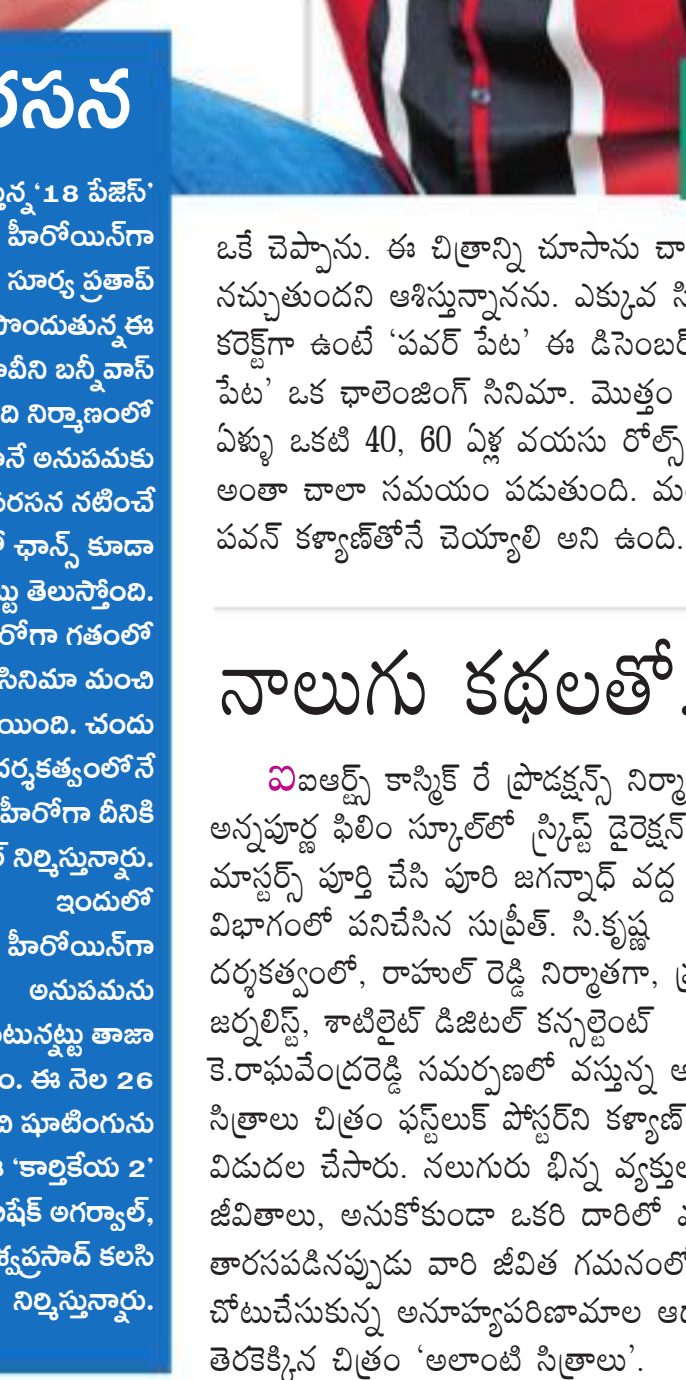 రసన
తున్న ‘18 పేజెస్’
హీరోయిన్‌గా
సూర్య ప్రతాప్
పొందుతున్న ఈ
వీని బన్నీవాస్
ది నిర్మాణంలో
నే అనుపమకు
సరసన నటించే
ఛాన్స్ కూడా
ట్టు తెలుస్తోంది.
రోగా గతంలో
సినిమా మంచి
యింది. చందు
దర్శకత్వంలోనే
హీరోగా దీనికి
నిర్మిస్తునారు.
ఇందులో
హీరోయిన్‌గా
అనుపమను
టునట్టు తాజా
ం. ఈ నెల 26
షూటింగును
‘కార్తికేయ 2’
షేక్ అగర్వాల్,
శ్వప్రసాద్ కలసి
నిర్మిస్తునారు.
ఒకే చెప్పాను. ఈ చిత్రాన్ని చూసాను చా
నచ్చుతుందని ఆశిస్తున్నానను. ఎక్కువ సి
కరెక్ట్‌గా ఉంటే ‘పవర్ పేట’ ఈ డిసెంబర్
పేట’ ఒక ఛాలెంజింగ్ సినిమా. మొత్తం
ఏళ్ళు ఒకటి 40, 60 ఏళ్ల వయసు రోల్స్
అంతా చాలా సమయం పడుతుంది. మ
పవన్ కళ్యాణ్‌తోనే చెయ్యాలి అని ఉంది.
నాలుగు కథలతో.
ఐఐఆర్ట్స్ కాస్మిక్ రే ప్రొడక్షన్స్ నిర్మా
అన్నపూర్ణ ఫిలిం స్కూల్‌లో స్క్రిప్ట్ డైరెక్షన్
మాస్టర్స్ పూర్తి చేసి పూరి జగన్నాధ్ వద్ద
విభాగంలో పనిచేసిన సుప్రీత్. సి.కృష్ణ
దర్శకత్వంలో, రాహుల్ రెడ్డి నిర్మాతగా,
జర్నలిస్ట్, శాటిలైట్ డిజిటల్ కన్సల్టెంట్
కె.రాఘవేంద్రరెడ్డి సమర్పణలో వస్తున్న అ
సిత్రాలు చిత్రం ఫస్ట్‌లుక్ పోస్టర్‌ని కళ్యాణ్
విడుదల చేసారు. నలుగురు భిన్న వ్యక్తుల
జీవితాలు, అనుకోకుండా ఒకరి దారిలో
తారసపడినప్పుడు వారి జీవిత గమనంలో
చోటుచేసుకున్న అనూహ్యపరిణామాల ఆ
తెరకెక్కిన చిత్రం ‘అలాంటి సిత్రాలు’.